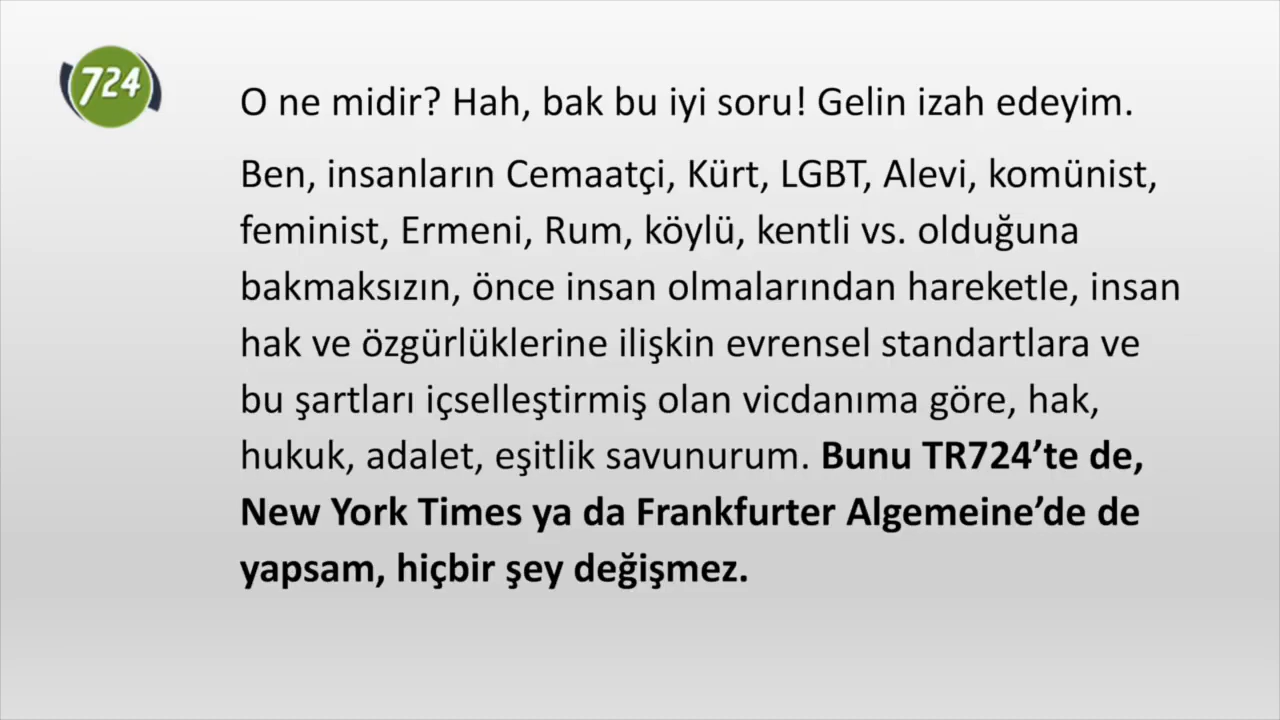 724
O ne midir? Hah, bak bu iyi soru! Gelin izah edeyim.
Ben, insanların Cemaatçi, Kürt, LGBT, Alevi, komünist,
feminist, Ermeni, Rum, köylü, kentli vs. olduğuna
bakmaksızın, önce insan olmalarından hareketle, insan
hak ve özgürlüklerine ilişkin evrensel standartlara ve
bu şartları içselleştirmiş olan vicdanıma göre, hak,
hukuk, adalet, eşitlik savunurum. Bunu TR724’te de,
New York Times ya da Frankfurter Algemeine’de de
yapsam, hiçbir şey değişmez.